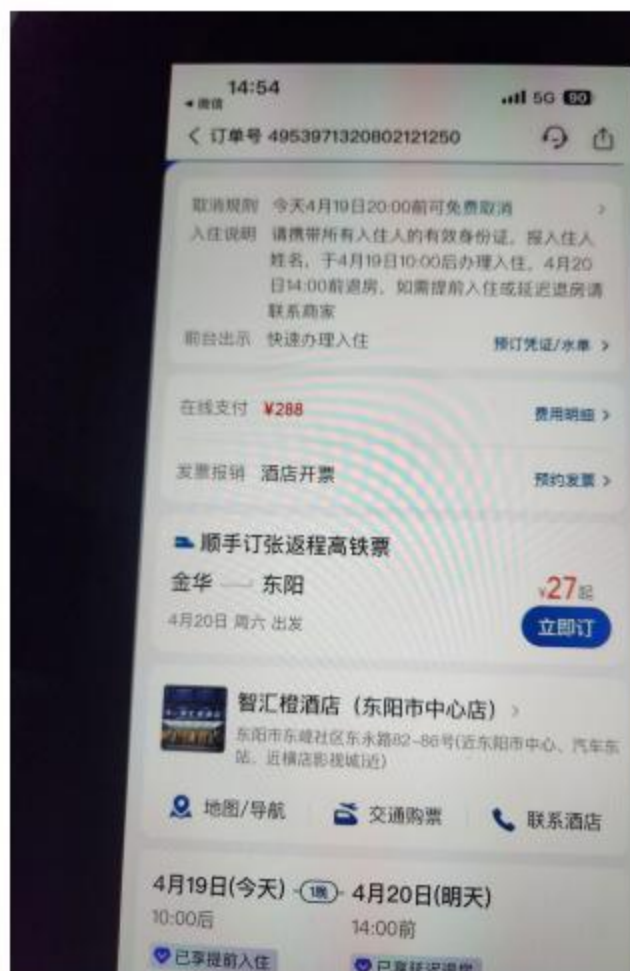 14:54
◀ 微信
5G 90
订单号 4953971320802121250
取消规则 今天4月19日20:00前可免费取消
入住说明 请携带所有入住人的有效身份证，报入住人
姓名，于4月19日10:00后办理入住，4月20
日14:00前退房，如需提前入住或延迟退房请
联系商家
前台出示 快速办理入住 预订凭证/水单 >
在线支付 ¥288 费用明细 >
发票报销 酒店开票 预约发票 >
顺手订张返程高铁票
金华 — 东阳
¥27起
4月20日 周六 出发
立即订
智汇橙酒店（东阳市中心店）>
东阳市东峰社区东永路82-86号(近东阳市中心、汽车东
站、近横店影视城)近)
地图/导航 交通购票 联系酒店
4月19日(今天) 1晚 4月20日(明天)
10:00后 14:00前
已享提前入住 已享延迟退房